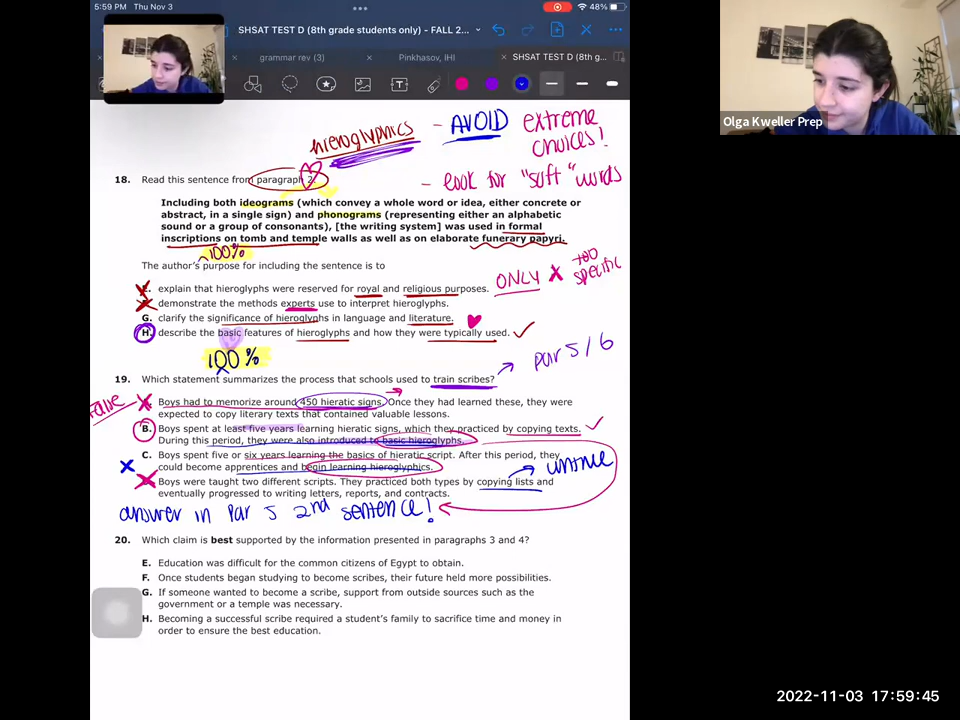 5:59 PM Thu Nov 3
48%
SHSAT TEST D (8th grade students only) – FALL 2...
grammar rev (3)
Pinkhasov, IHI
SHSAT TEST D (8th g...
Olga Kweller Prep
hieroglyphics
- AVOID extreme
choices!
- look for "soft" words
18. Read this sentence from paragraph 2.
Including both ideograms (which convey a whole word or idea, either concrete or
abstract, in a single sign) and phonograms (representing either an alphabetic
sound or a group of consonants), [the writing system] was used in formal
inscriptions on tomb and temple walls as well as on elaborate funerary papyri.
100%
The author's purpose for including the sentence is to
ONLY X too
specific
explain that hieroglyphs were reserved for royal and religious purposes.
demonstrate the methods experts use to interpret hieroglyphs.
G. clarify the significance of hieroglyphs in language and literature.
H. describe the basic features of hieroglyphs and how they were typically used.
100%
par 5/6
19. Which statement summarizes the process that schools used to train scribes?
False
Boys had to memorize around 450 hieratic signs. Once they had learned these, they were
expected to copy literary texts that contained valuable lessons.
B. Boys spent at least five years learning hieratic signs, which they practiced by copying texts.
During this period, they were also introduced to basic hieroglyphs.
C. Boys spent five or six years learning the basics of hieratic script. After this period, they
could become apprentices and begin learning hieroglyphics.
untrue
Boys were taught two different scripts. They practiced both types by copying lists and
eventually progressed to writing letters, reports, and contracts.
answer in Par 5 2nd sentence!
20. Which claim is best supported by the information presented in paragraphs 3 and 4?
E. Education was difficult for the common citizens of Egypt to obtain.
F. Once students began studying to become scribes, their future held more possibilities.
G. If someone wanted to become a scribe, support from outside sources such as the
government or a temple was necessary.
H. Becoming a successful scribe required a student's family to sacrifice time and money in
order to ensure the best education.
2022-11-03 17:59:45